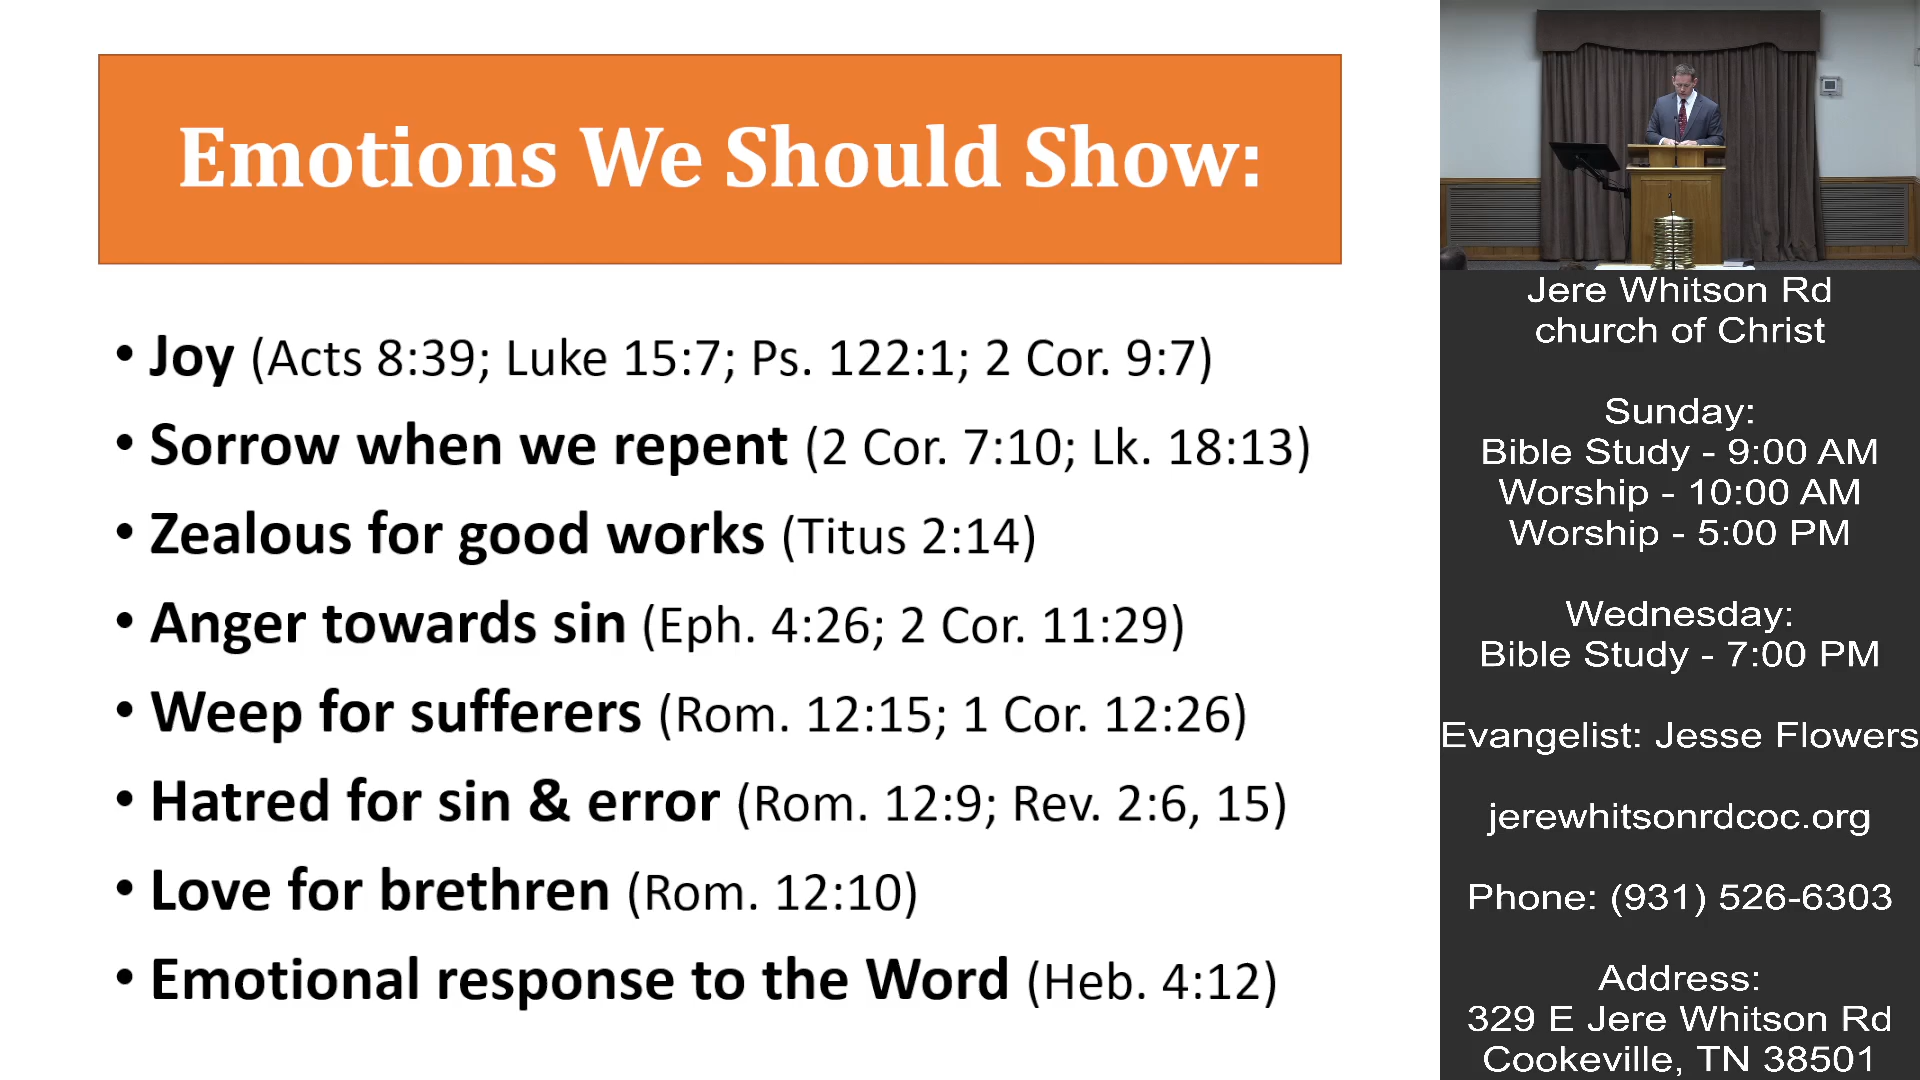 Emotions We Should Show:
• Joy (Acts 8:39; Luke 15:7; Ps. 122:1; 2 Cor. 9:7)
• Sorrow when we repent (2 Cor. 7:10; Lk. 18:13)
• Zealous for good works (Titus 2:14)
• Anger towards sin (Eph. 4:26; 2 Cor. 11:29)
• Weep for sufferers (Rom. 12:15; 1 Cor. 12:26)
• Hatred for sin & error (Rom. 12:9; Rev. 2:6, 15)
• Love for brethren (Rom. 12:10)
• Emotional response to the Word (Heb. 4:12)
Jere Whitson Rd
church of Christ
Sunday:
Bible Study - 9:00 AM
Worship - 10:00 AM
Worship - 5:00 PM
Wednesday:
Bible Study - 7:00 PM
Evangelist: Jesse Flowers
jerewhitsonrdcoc.org
Phone: (931) 526-6303
Address:
329 E Jere Whitson Rd
Cookeville, TN 38501